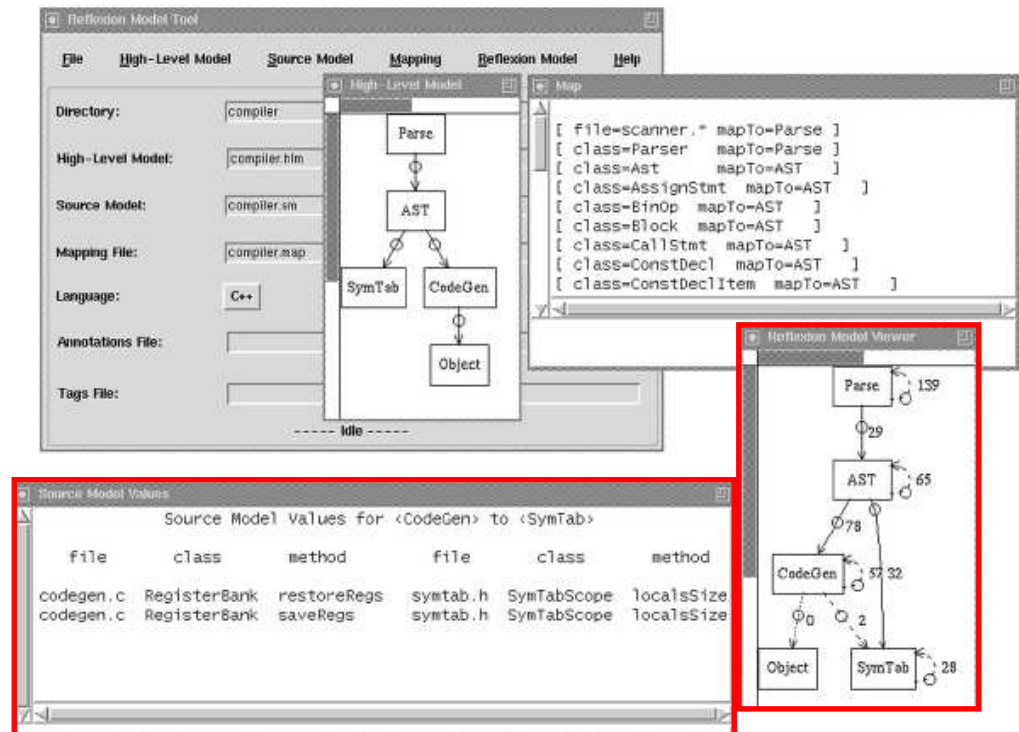 Reflexion Model Tool
File High-Level Model Source Model Mapping Reflexion Model Help
Directory: compiler
High-Level Model: compiler.hlm
Source Model: compiler.sm
Mapping File: compiler.map
Language: C++
Annotations File:
Tags File:
----- Idle -----
High-Level Model
Parse
AST
SymTab CodeGen
Object
Map
[ file=scanner.* mapTo=Parse ]
[ class=Parser mapTo=Parse ]
[ class=Ast mapTo=AST ]
[ class=AssignStmt mapTo=AST ]
[ class=BinOp mapTo=AST ]
[ class=Block mapTo=AST ]
[ class=CallStmt mapTo=AST ]
[ class=ConstDecl mapTo=AST ]
[ class=ConstDeclItem mapTo=AST ]
Reflexion Model Viewer
Parse 139
29
AST 65
78
CodeGen 57 32
0 2
Object SymTab 28
Source Model Values
Source Model Values for <CodeGen> to <SymTab>
file class method file class method
codegen.c RegisterBank restoreRegs symtab.h SymTabScope localsSize
codegen.c RegisterBank saveRegs symtab.h SymTabScope localsSize